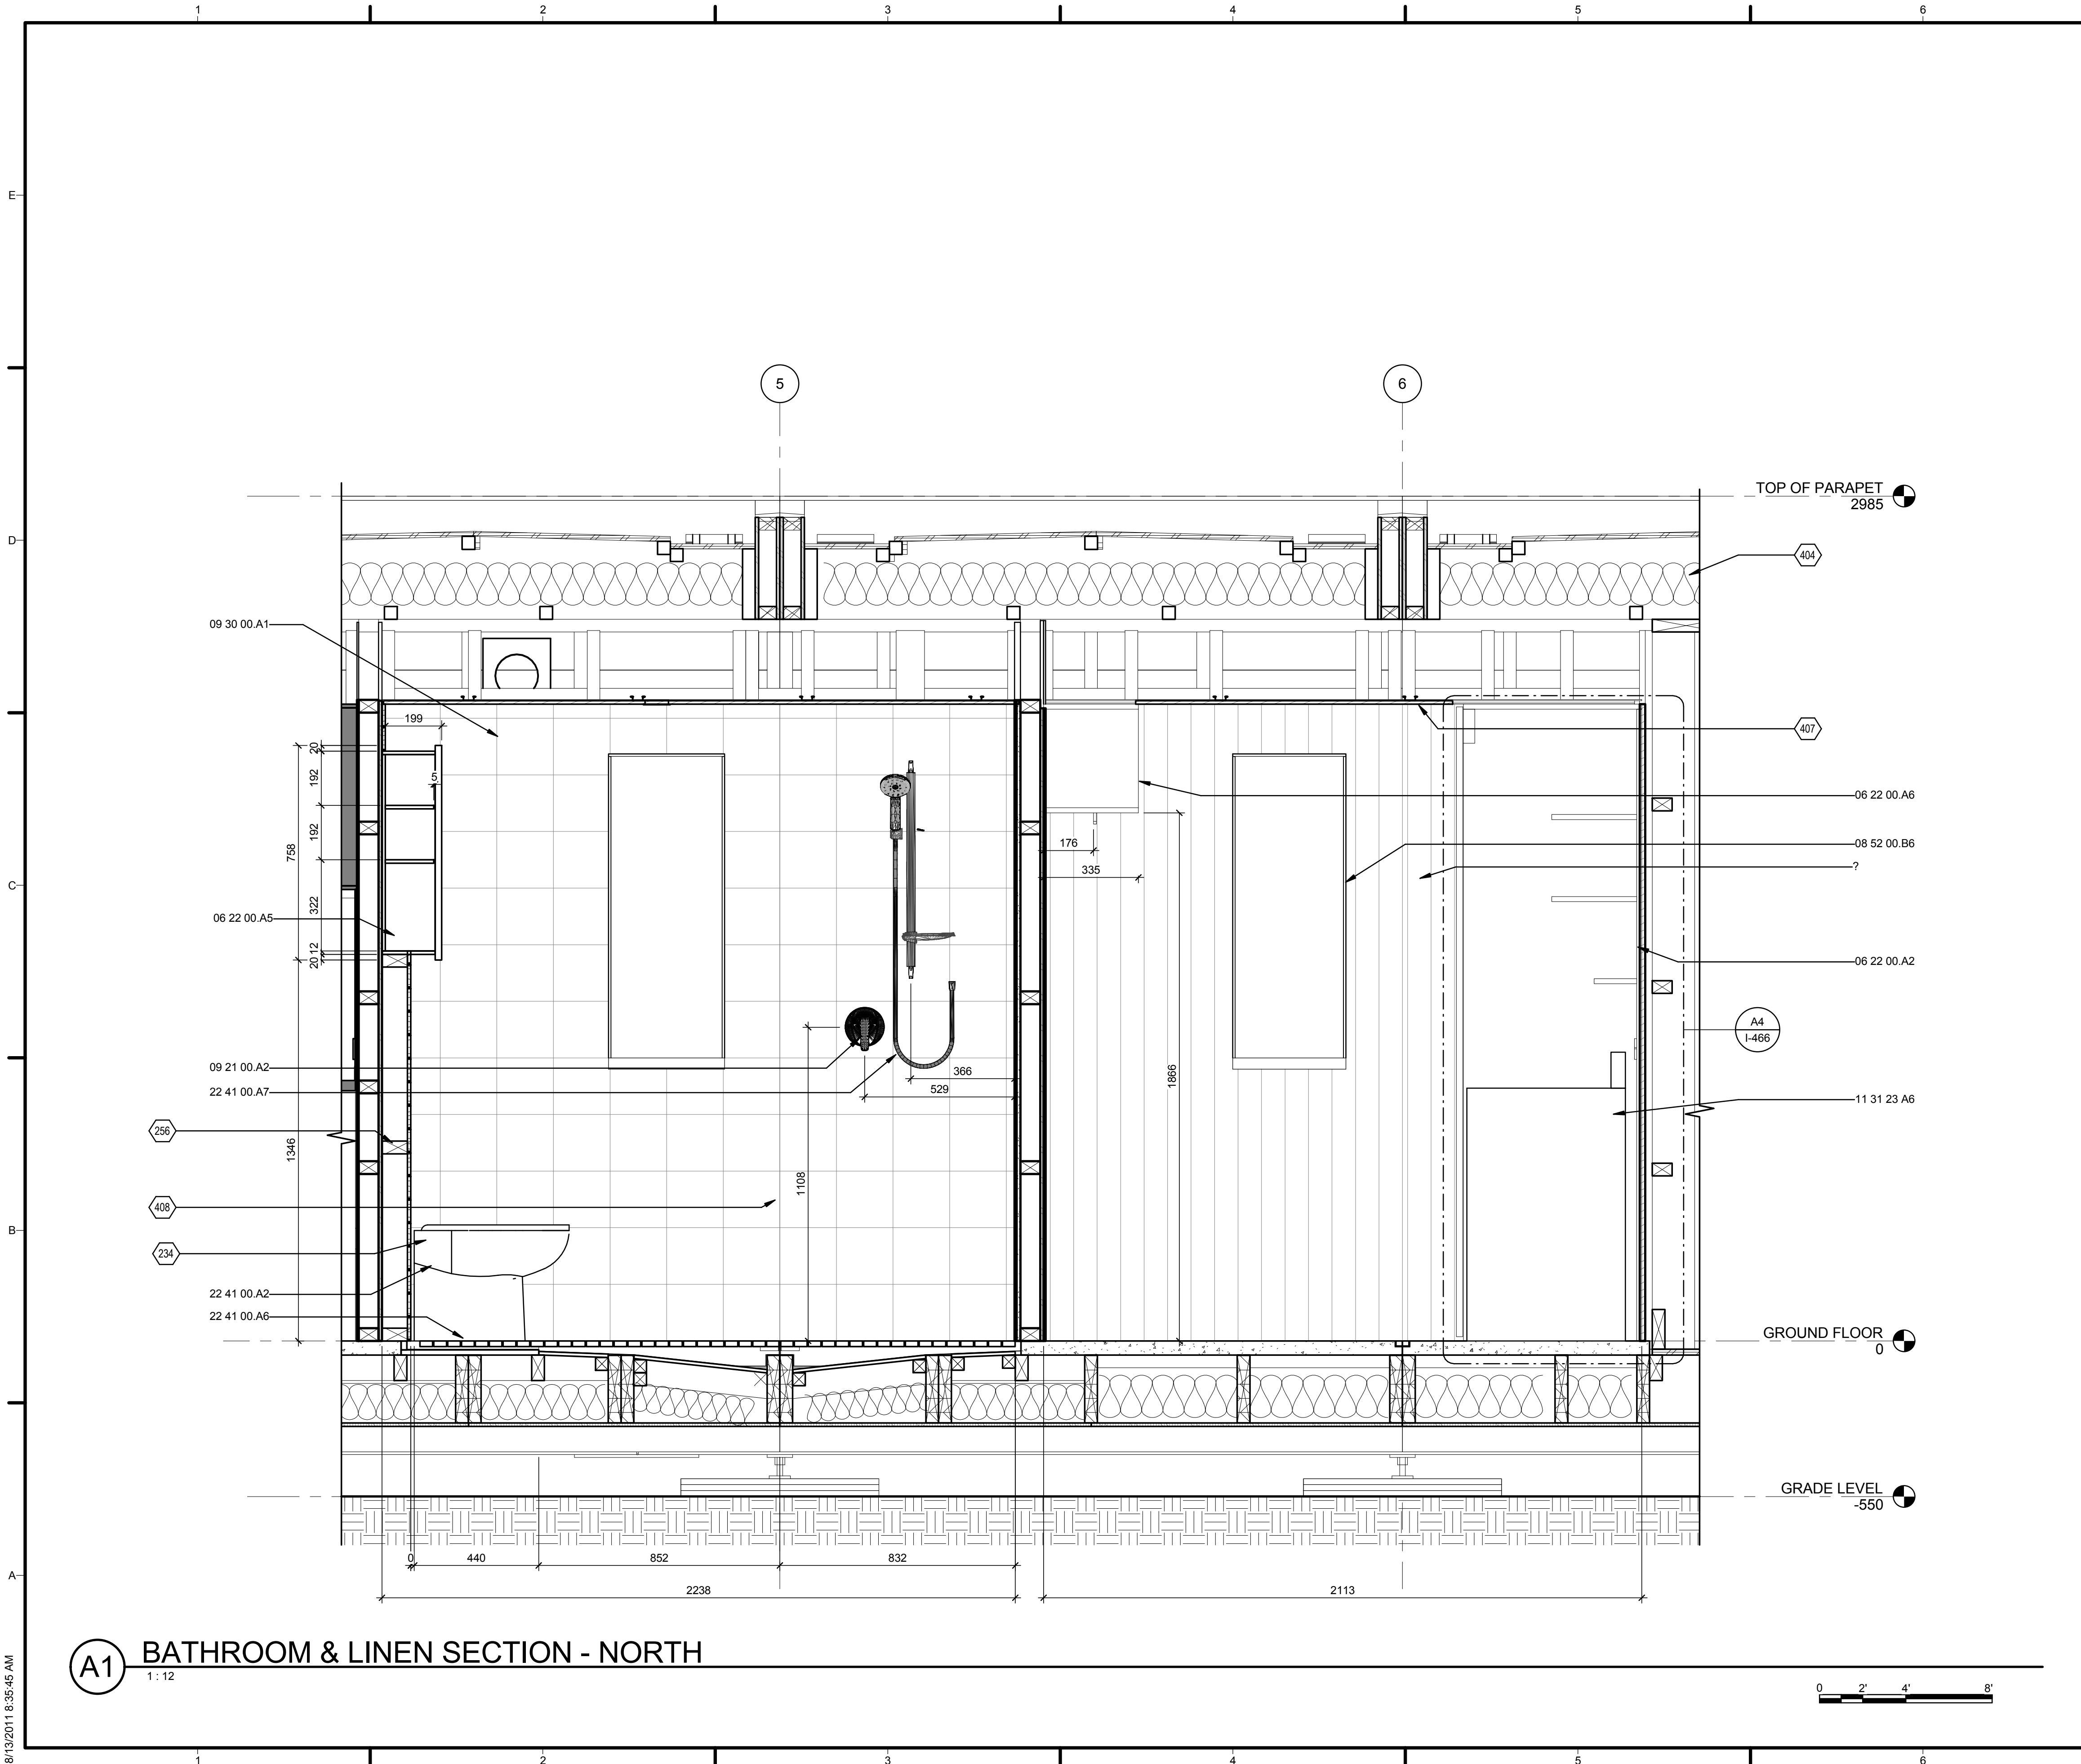 1 2 3 4 5 6
E
D
C
B
A
5 6
TOP OF PARAPET
2985
404
09 30 00.A1
199
407
20
192
5
06 22 00.A6
192
758
176
08 52 00.B6
335
?
322
06 22 00.A5
12
20
06 22 00.A2
A4
I-466
09 21 00.A2
366
1866
22 41 00.A7
529
11 31 23 A6
256
1346
1108
408
234
22 41 00.A2
22 41 00.A6
GROUND FLOOR
0
GRADE LEVEL
-550
0 440 852 832
2238 2113
A1 BATHROOM & LINEN SECTION - NORTH
1 : 12
0 2' 4' 8'
8/13/2011 8:35:45 AM
1 2 3 4 5 6